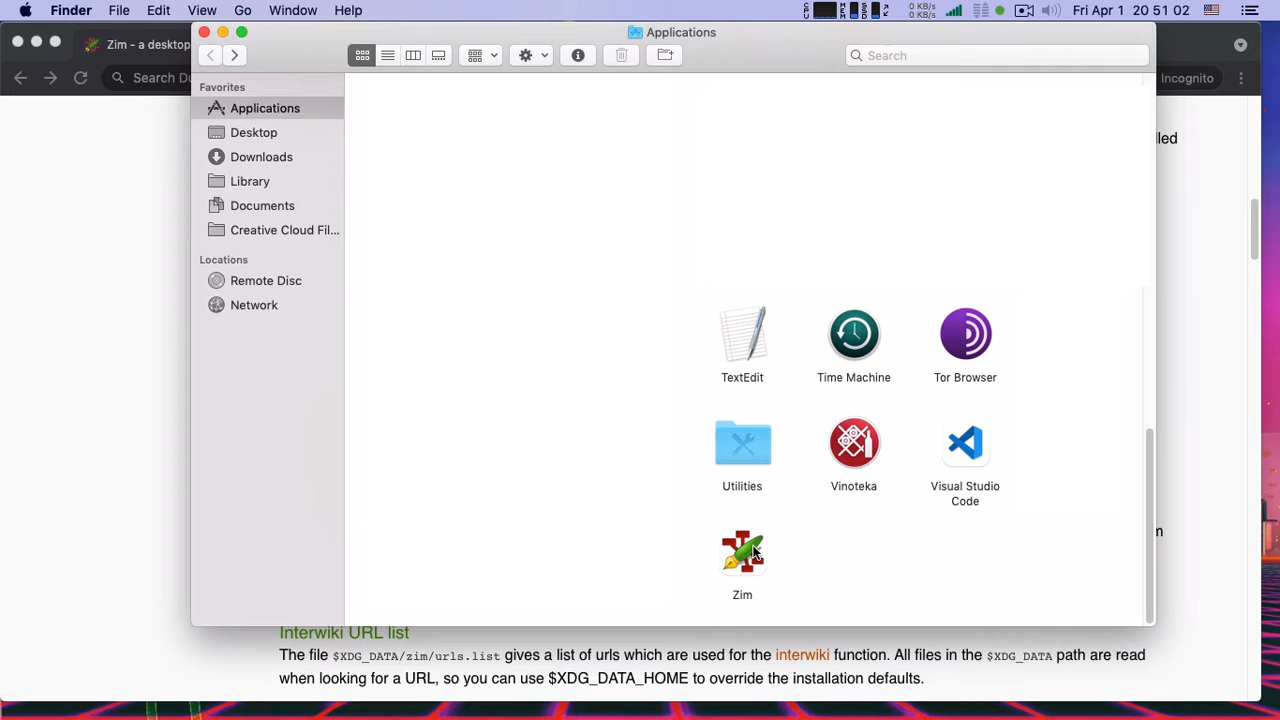 Finder File Edit View Go Window Help
0 KB/s
0 KB/s
Fri Apr 1 20 51 02
Applications
Zim - a desktop
Search
Search Du
Incognito
Favorites
Applications
Desktop
Downloads
Library
Documents
Creative Cloud Fil...
Locations
Remote Disc
Network
lled
TextEdit
Time Machine
Tor Browser
Utilities
Vinoteka
Visual Studio
Code
Zim
m
Interwiki URL list
The file $XDG_DATA/zim/urls.list gives a list of urls which are used for the interwiki function. All files in the $XDG_DATA path are read
when looking for a URL, so you can use $XDG_DATA_HOME to override the installation defaults.